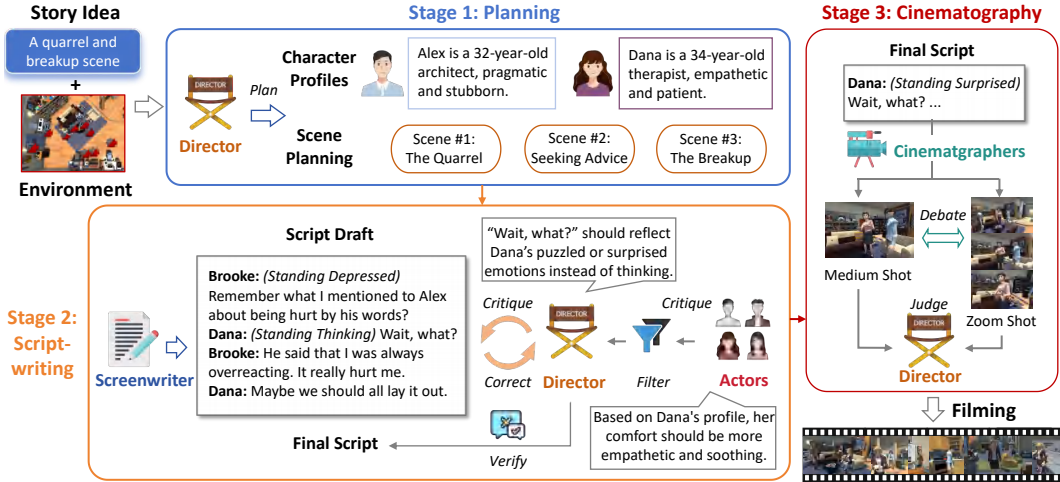 Story Idea
A quarrel and
breakup scene
+
Environment
Stage 1: Planning
DIRECTOR
Director
Plan
Character
Profiles
Alex is a 32-year-old
architect, pragmatic
and stubborn.
Dana is a 34-year-old
therapist, empathetic
and patient.
Scene
Planning
Scene #1:
The Quarrel
Scene #2:
Seeking Advice
Scene #3:
The Breakup
Stage 2:
Script-
writing
Screenwriter
Script Draft
Brooke: (Standing Depressed)
Remember what I mentioned to Alex
about being hurt by his words?
Dana: (Standing Thinking) Wait, what?
Brooke: He said that I was always
overreacting. It really hurt me.
Dana: Maybe we should all lay it out.
“Wait, what?” should reflect
Dana’s puzzled or surprised
emotions instead of thinking.
Critique
Correct
DIRECTOR
Director
Filter
Critique
Actors
Based on Dana's profile, her
comfort should be more
empathetic and soothing.
Verify
Final Script
Stage 3: Cinematography
Final Script
Dana: (Standing Surprised)
Wait, what? ...
Cinematgraphers
Debate
Medium Shot
Zoom Shot
Judge
DIRECTOR
Director
Filming